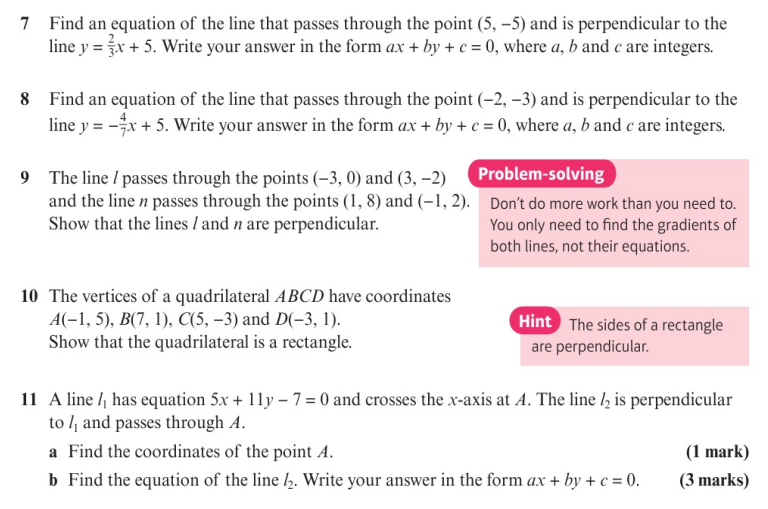 7 Find an equation of the line that passes through the point (5, −5) and is perpendicular to the
line y = 2/3x + 5. Write your answer in the form ax + by + c = 0, where a, b and c are integers.
8 Find an equation of the line that passes through the point (−2, −3) and is perpendicular to the
line y = −4/7x + 5. Write your answer in the form ax + by + c = 0, where a, b and c are integers.
9 The line l passes through the points (−3, 0) and (3, −2)
and the line n passes through the points (1, 8) and (−1, 2).
Show that the lines l and n are perpendicular.
Problem-solving
Don't do more work than you need to.
You only need to find the gradients of
both lines, not their equations.
10 The vertices of a quadrilateral ABCD have coordinates
A(−1, 5), B(7, 1), C(5, −3) and D(−3, 1).
Show that the quadrilateral is a rectangle.
Hint The sides of a rectangle
are perpendicular.
11 A line l₁ has equation 5x + 11y − 7 = 0 and crosses the x-axis at A. The line l₂ is perpendicular
to l₁ and passes through A.
a Find the coordinates of the point A. (1 mark)
b Find the equation of the line l₂. Write your answer in the form ax + by + c = 0. (3 marks)